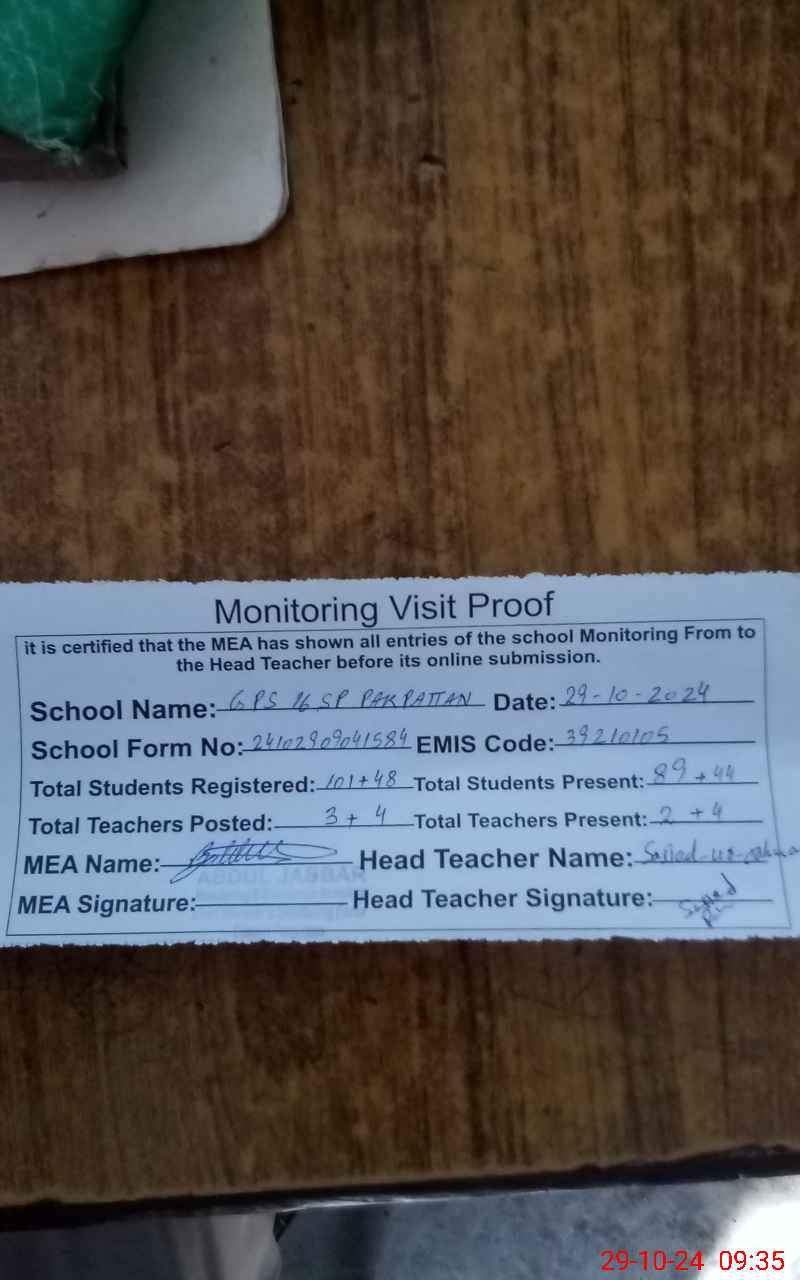 Monitoring Visit Proof
it is certified that the MEA has shown all entries of the school Monitoring From to
the Head Teacher before its online submission.
School Name: GPS 16 SP PAKPATTAN Date: 29-10-2024
School Form No: 24102909041584 EMIS Code: 39210105
Total Students Registered: 101+48 Total Students Present: 89+44
Total Teachers Posted: 3+4 Total Teachers Present: 2+4
MEA Name: Head Teacher Name:
ABDUL JABBAR
MEA Signature: Head Teacher Signature:
29-10-24 09:35